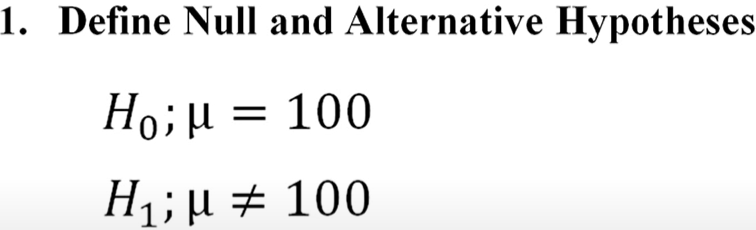 1. Define Null and Alternative Hypotheses
H₀; μ = 100
H₁; μ ≠ 100